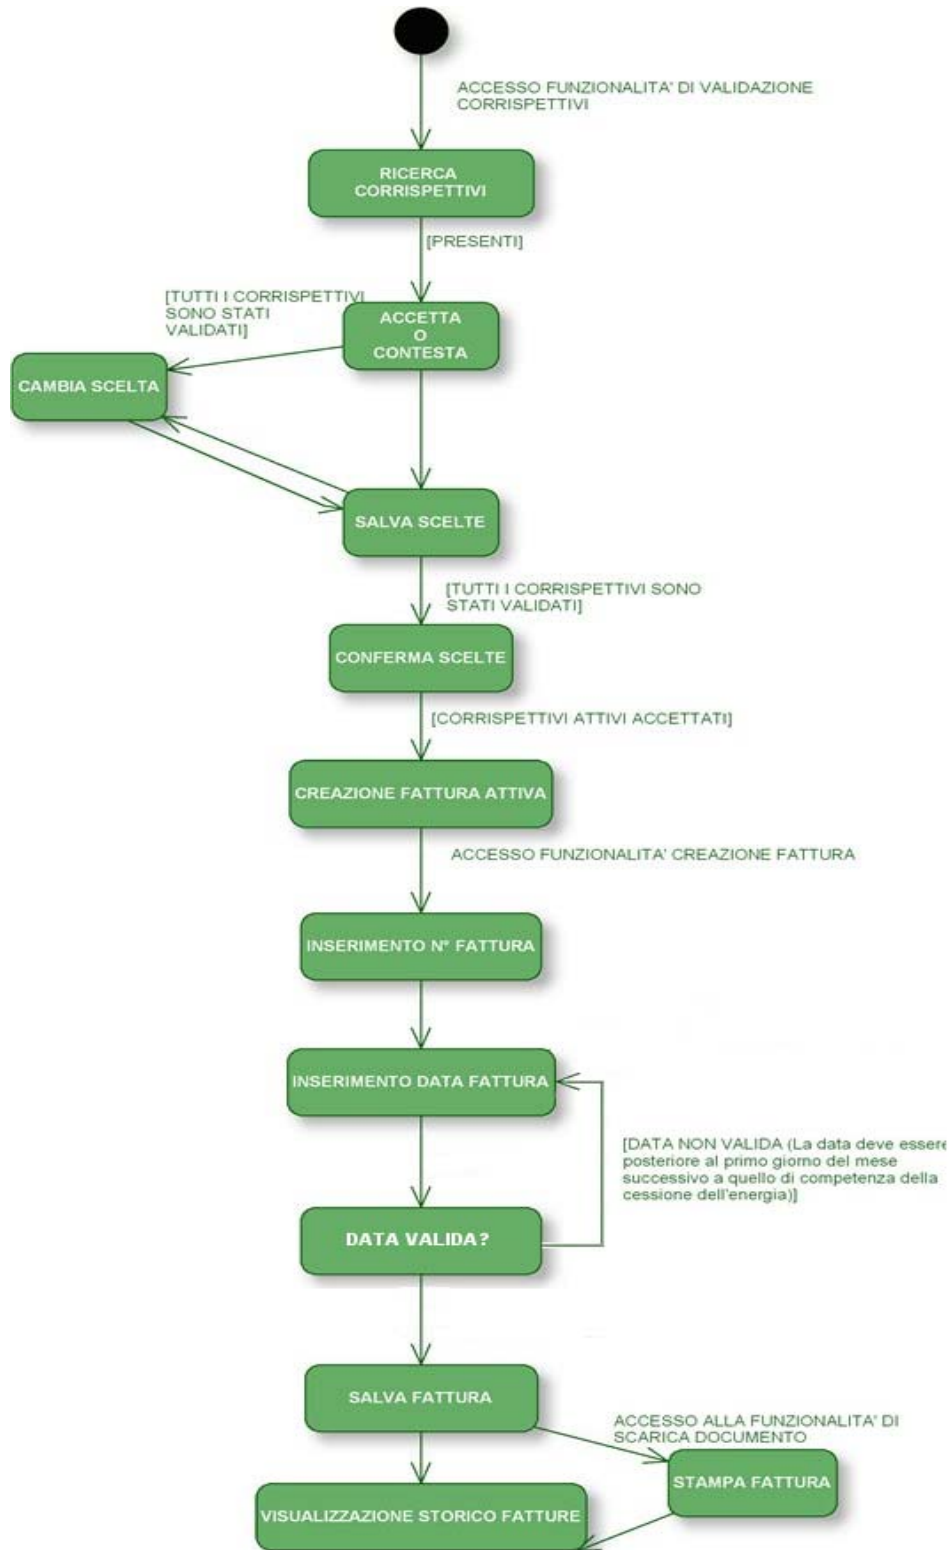 ACCESSO FUNZIONALITA' DI VALIDAZIONE
CORRISPETTIVI
RICERCA
CORRISPETTIVI
[PRESENTI]
[TUTTI I CORRISPETTIVI
SONO STATI
VALIDATI]
ACCETTA
O
CONTESTA
CAMBIA SCELTA
SALVA SCELTE
[TUTTI I CORRISPETTIVI SONO
STATI VALIDATI]
CONFERMA SCELTE
[CORRISPETTIVI ATTIVI ACCETTATI]
CREAZIONE FATTURA ATTIVA
ACCESSO FUNZIONALITA' CREAZIONE FATTURA
INSERIMENTO N° FATTURA
INSERIMENTO DATA FATTURA
[DATA NON VALIDA (La data deve essere
posteriore al primo giorno del mese
successivo a quello di competenza della
cessione dell'energia)]
DATA VALIDA?
SALVA FATTURA
ACCESSO ALLA FUNZIONALITA' DI
SCARICA DOCUMENTO
STAMPA FATTURA
VISUALIZZAZIONE STORICO FATTURE